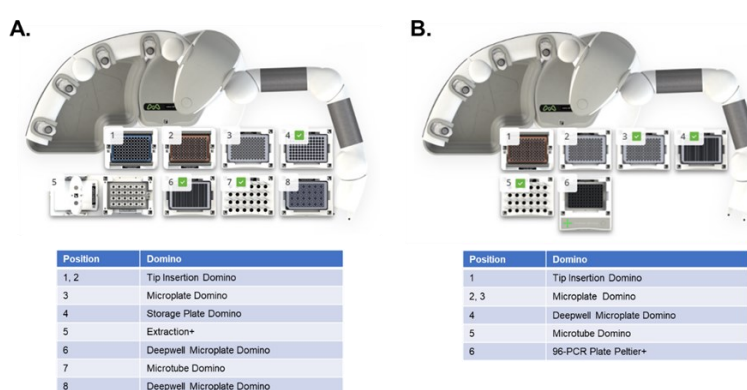 A.
1
2
3
4
5
6
7
8
Position Domino
1, 2 Tip Insertion Domino
3 Microplate Domino
4 Storage Plate Domino
5 Extraction+
6 Deepwell Microplate Domino
7 Microtube Domino
8 Deepwell Microplate Domino
B.
1
2
3
4
5
6
Position Domino
1 Tip Insertion Domino
2, 3 Microplate Domino
4 Deepwell Microplate Domino
5 Microtube Domino
6 96-PCR Plate Peltier+